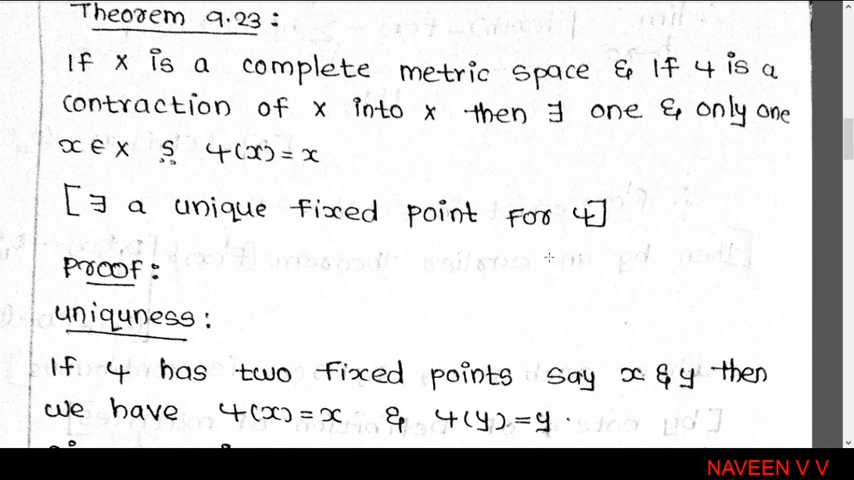 Theorem 9.23:
If X is a complete metric space & If φ is a
contraction of X into X then ∃ one & only one
x ∈ X ∋ φ(x) = x
[∃ a unique fixed point for φ]
Proof:
uniquness:
If φ has two fixed points say x & y then
we have φ(x) = x & φ(y) = y.
NAVEEN V V